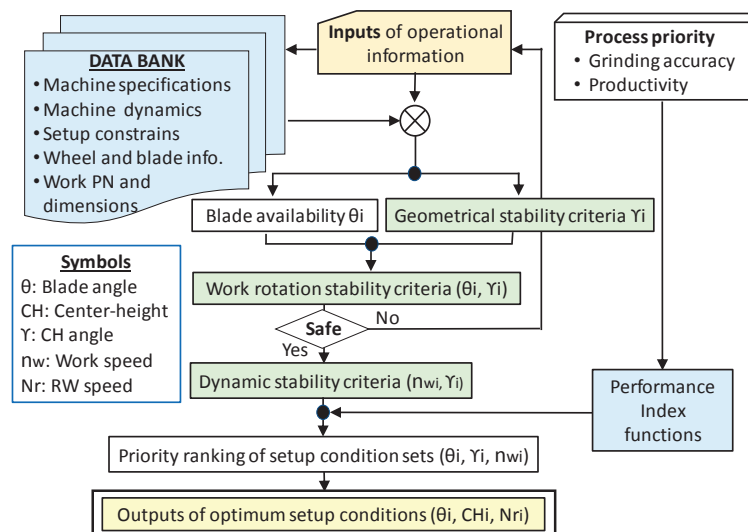 Inputs of operational
information
Process priority
• Grinding accuracy
• Productivity
DATA BANK
• Machine specifications
• Machine dynamics
• Setup constrains
• Wheel and blade info.
• Work PN and
dimensions
Blade availability θi
Geometrical stability criteria ϒi
Work rotation stability criteria (θi, ϒi)
Safe
No
Yes
Dynamic stability criteria (nwi, ϒi)
Symbols
θ: Blade angle
CH: Center-height
ϒ: CH angle
nw: Work speed
Nr: RW speed
Performance
Index
functions
Priority ranking of setup condition sets (θi, ϒi, nwi)
Outputs of optimum setup conditions (θi, CHi, Nri)